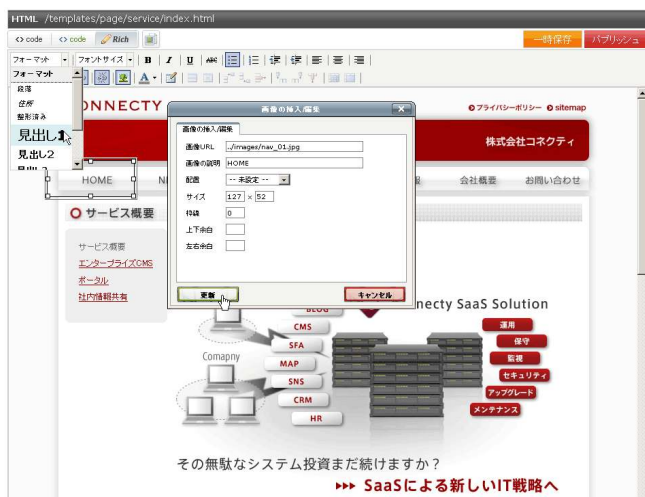 HTML /templates/page/service/index.html
code code Rich
一時保存 パブリッシュ
フォーマット フォントサイズ B I U ABC
フォーマット
段落
住所
整形済み
見出し1
見出し2
ONNECTY
プライバシーポリシー sitemap
株式会社コネクティ
HOME
会社概要 お問い合わせ
画像の挿入/編集
画像の挿入/編集
画像URL ../images/nav_01.jpg
画像の説明 HOME
配置 -- 未設定 --
サイズ 127 × 52
枠線 0
上下余白
左右余白
更新 キャンセル
サービス概要
サービス概要
エンタープライズCMS
ポータル
社内情報共有
necty SaaS Solution
BLOG
CMS
SFA
MAP
SNS
CRM
HR
Comapny
運用
保守
監視
セキュリティ
アップグレード
メンテナンス
その無駄なシステム投資まだ続けますか？
SaaSによる新しいIT戦略へ